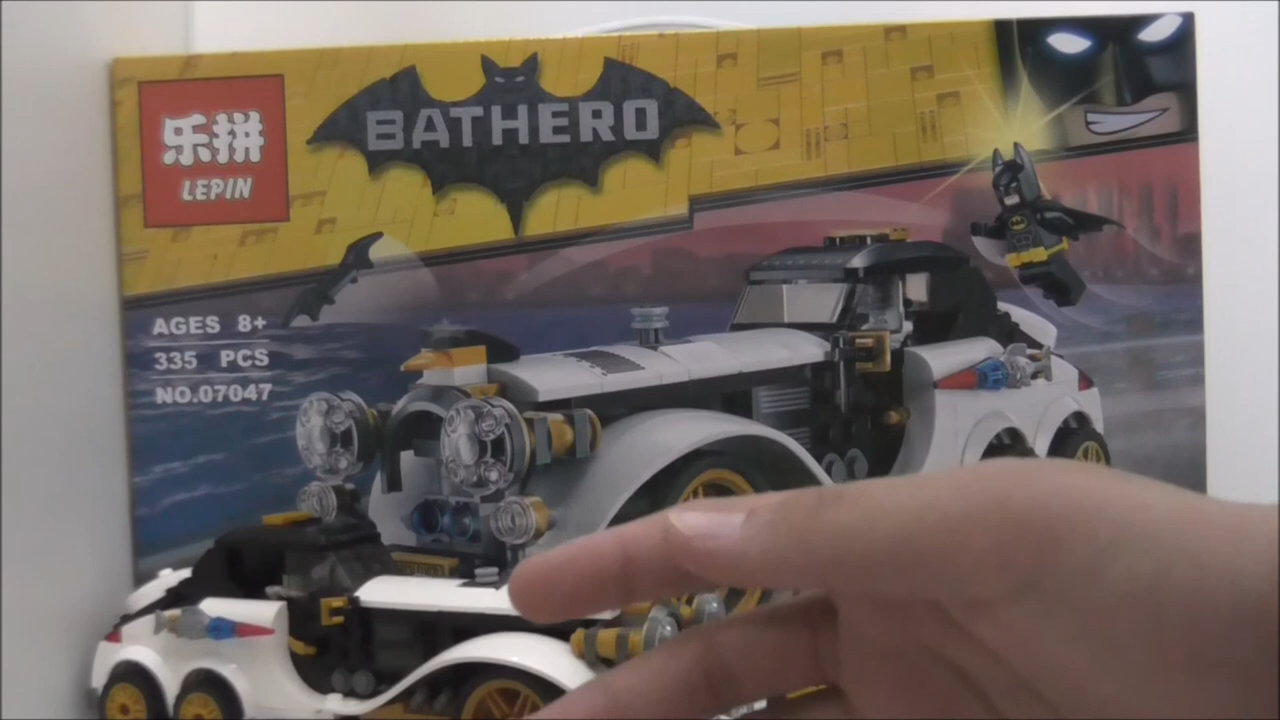 乐拼
LEPIN
BATHERO
AGES 8+
335 PCS
NO.07047